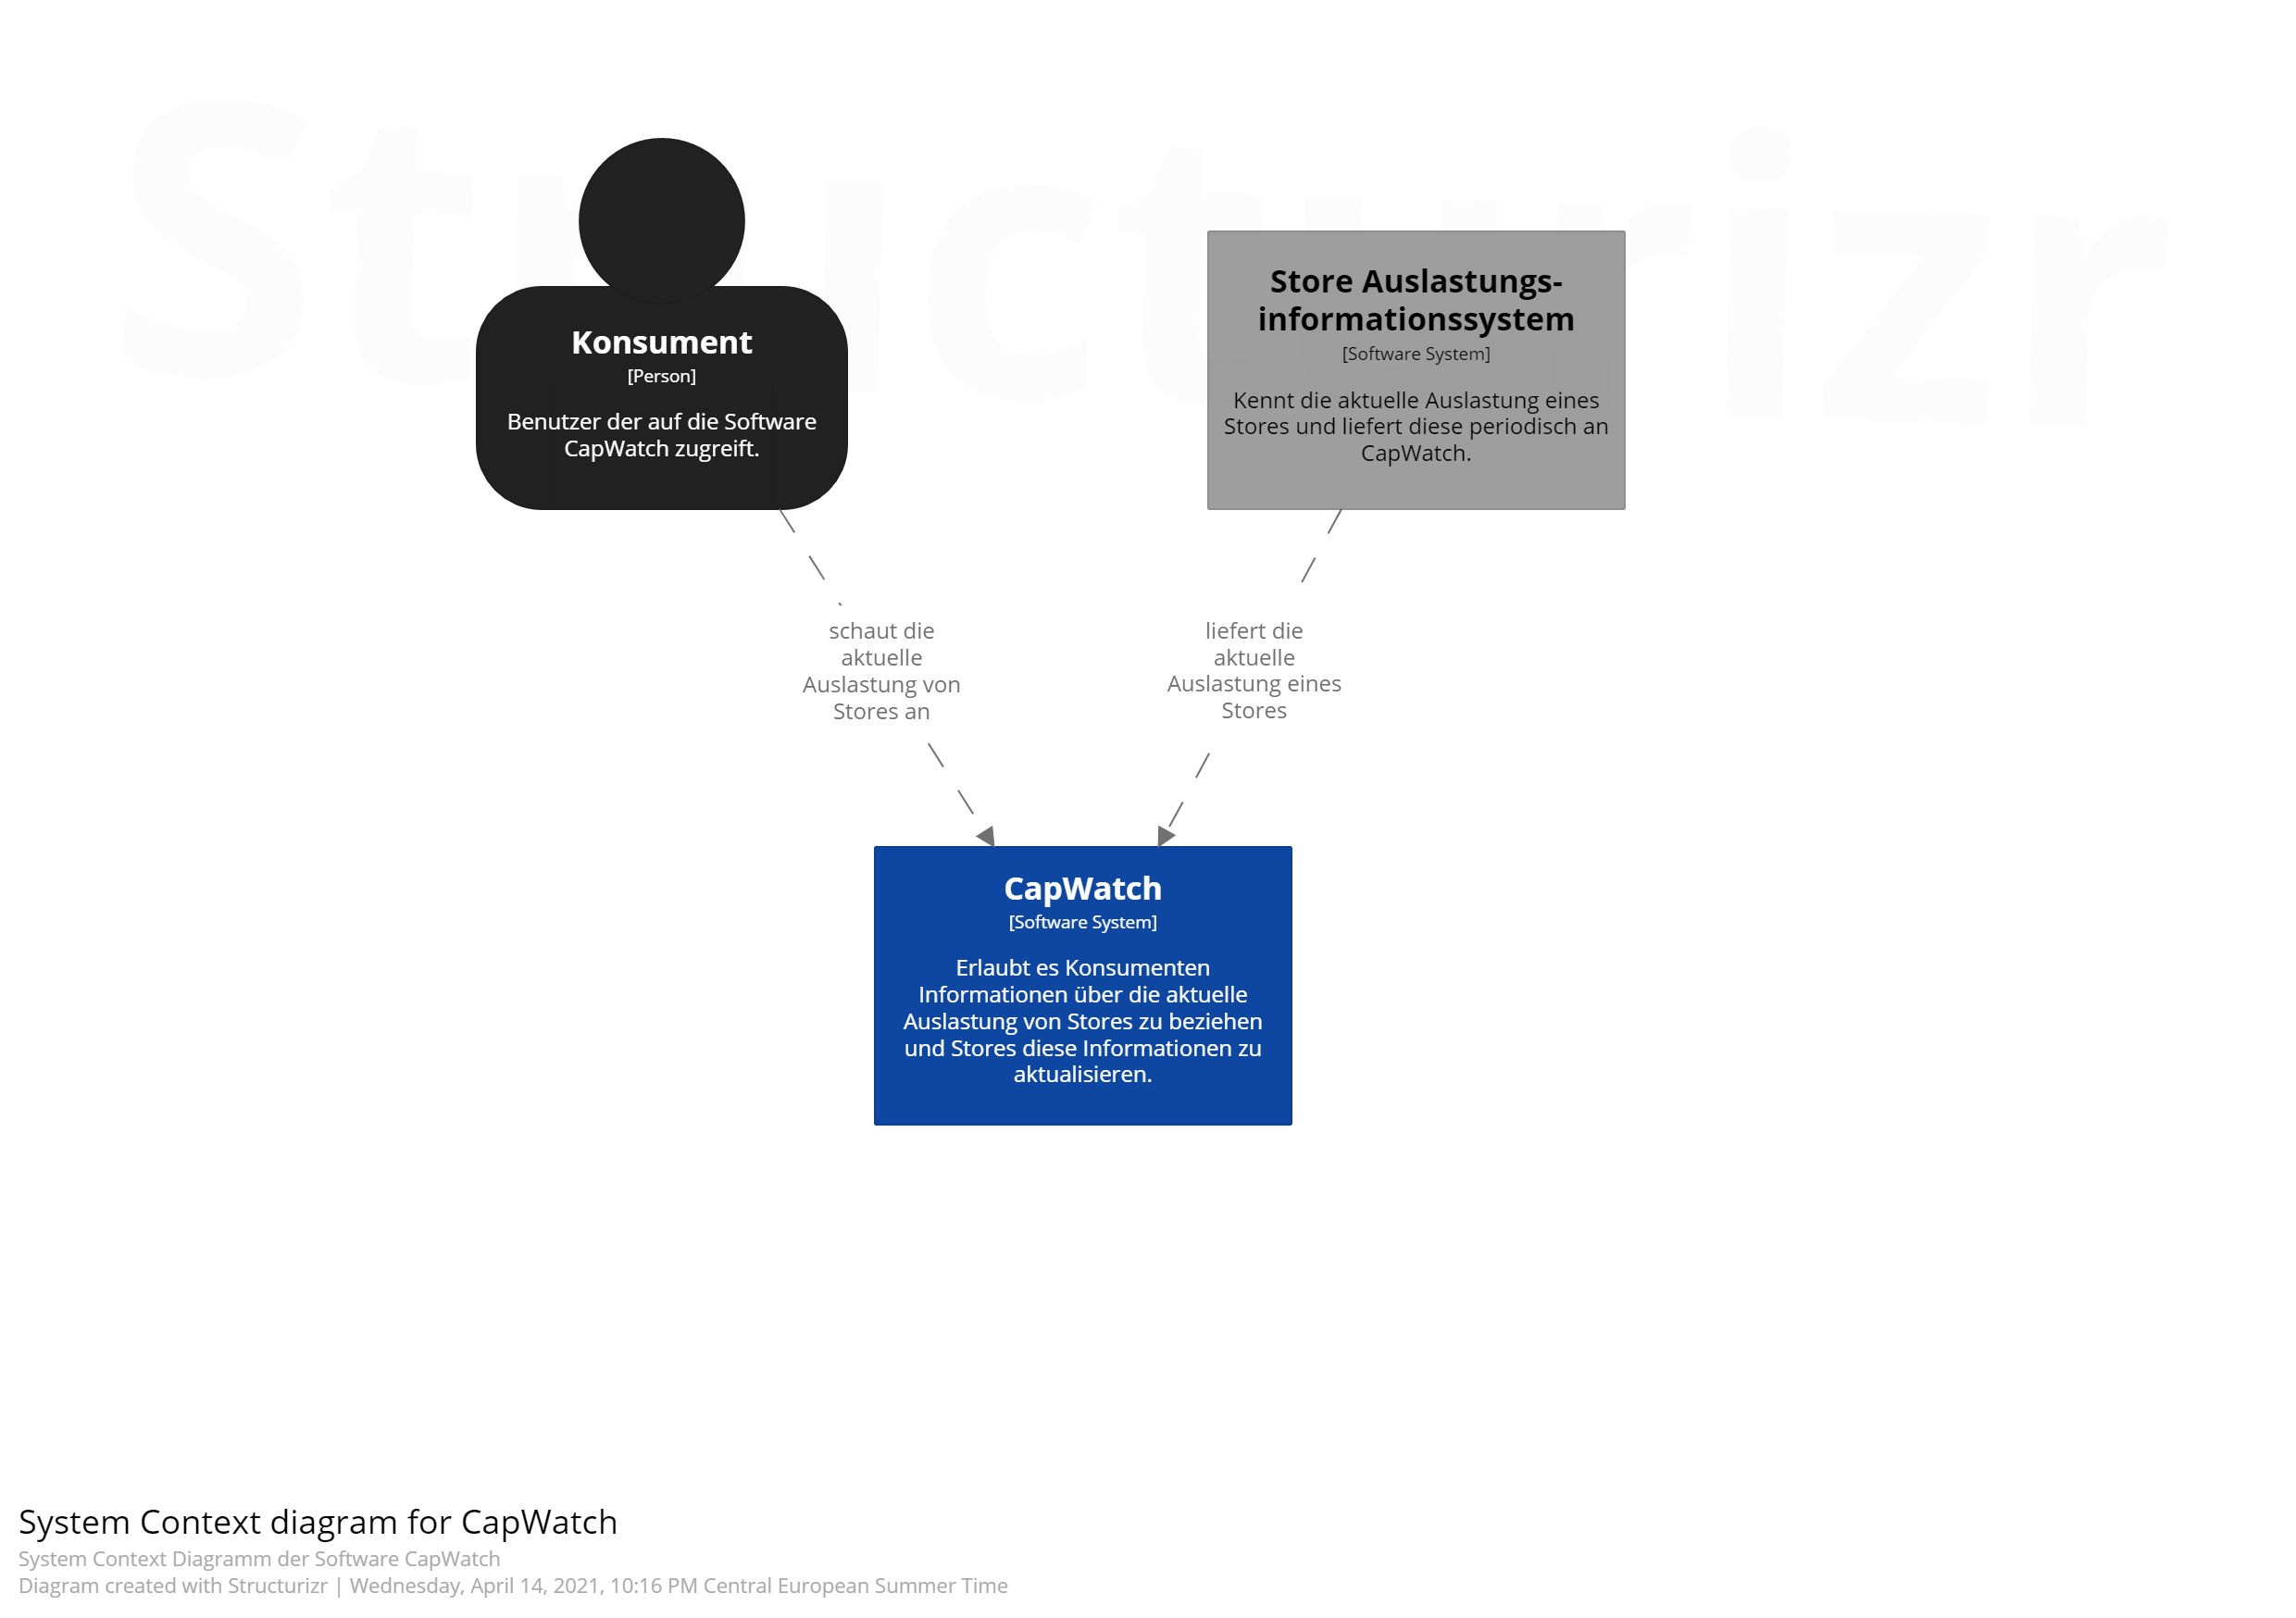 Structurizr
Konsument
[Person]
Benutzer der auf die Software
CapWatch zugreift.
Store Auslastungs-
informationssystem
[Software System]
Kennt die aktuelle Auslastung eines
Stores und liefert diese periodisch an
CapWatch.
schaut die
aktuelle
Auslastung von
Stores an
liefert die
aktuelle
Auslastung eines
Stores
CapWatch
[Software System]
Erlaubt es Konsumenten
Informationen über die aktuelle
Auslastung von Stores zu beziehen
und Stores diese Informationen zu
aktualisieren.
System Context diagram for CapWatch
System Context Diagramm der Software CapWatch
Diagram created with Structurizr | Wednesday, April 14, 2021, 10:16 PM Central European Summer Time